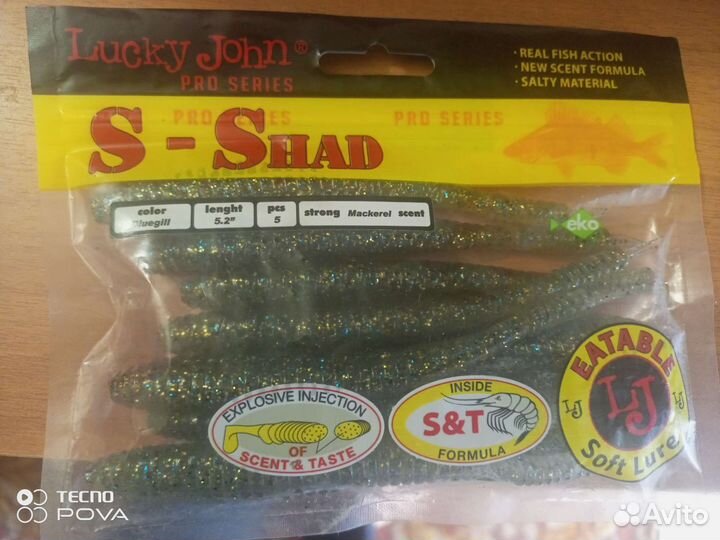 Lucky John®
PRO SERIES
· REAL FISH ACTION
· NEW SCENT FORMULA
· SALTY MATERIAL
PRO SERIES
PRO SERIES
S - SHAD
color
Bluegill
lenght
5.2"
pcs
5
strong Mackerel scent
eko
EXPLOSIVE INJECTION
OF
SCENT & TASTE
INSIDE
S&T
FORMULA
EATABLE
LJ
LJ
LJ
Soft Lure
TECNO
POVA
Avito